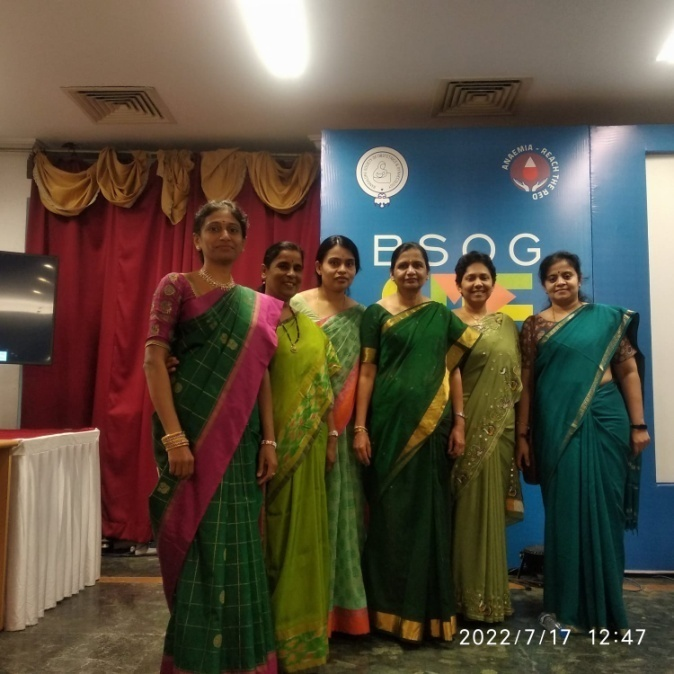 ANAEMIA - REACH THE RED
BSOG
2022/7/17 12:47